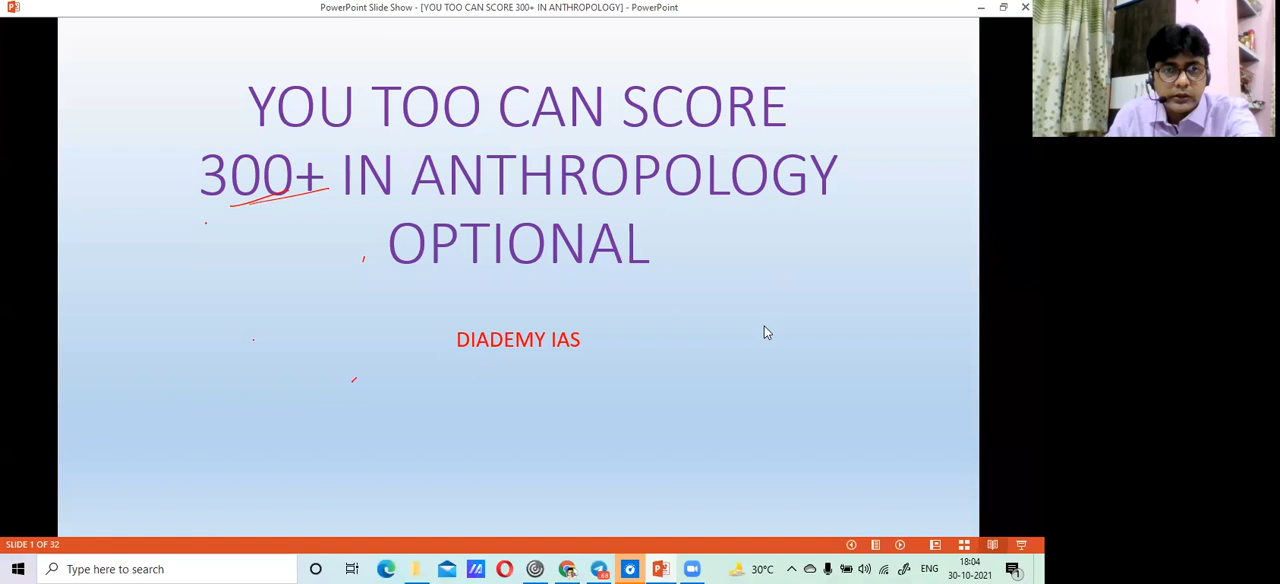 PowerPoint Slide Show - [YOU TOO CAN SCORE 300+ IN ANTHROPOLOGY] - PowerPoint
YOU TOO CAN SCORE
300+ IN ANTHROPOLOGY
OPTIONAL
DIADEMY IAS
SLIDE 1 OF 32
Type here to search
30°C
ENG
18:04
30-10-2021